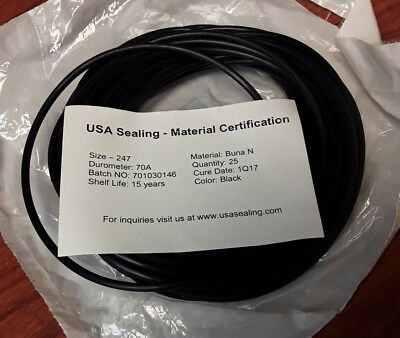 USA Sealing - Material Certification
Size – 247 Material: Buna N
Durometer: 70A Quantity: 25
Batch NO: 701030146 Cure Date: 1Q17
Shelf Life: 15 years Color: Black
For inquiries visit us at www.usasealing.com